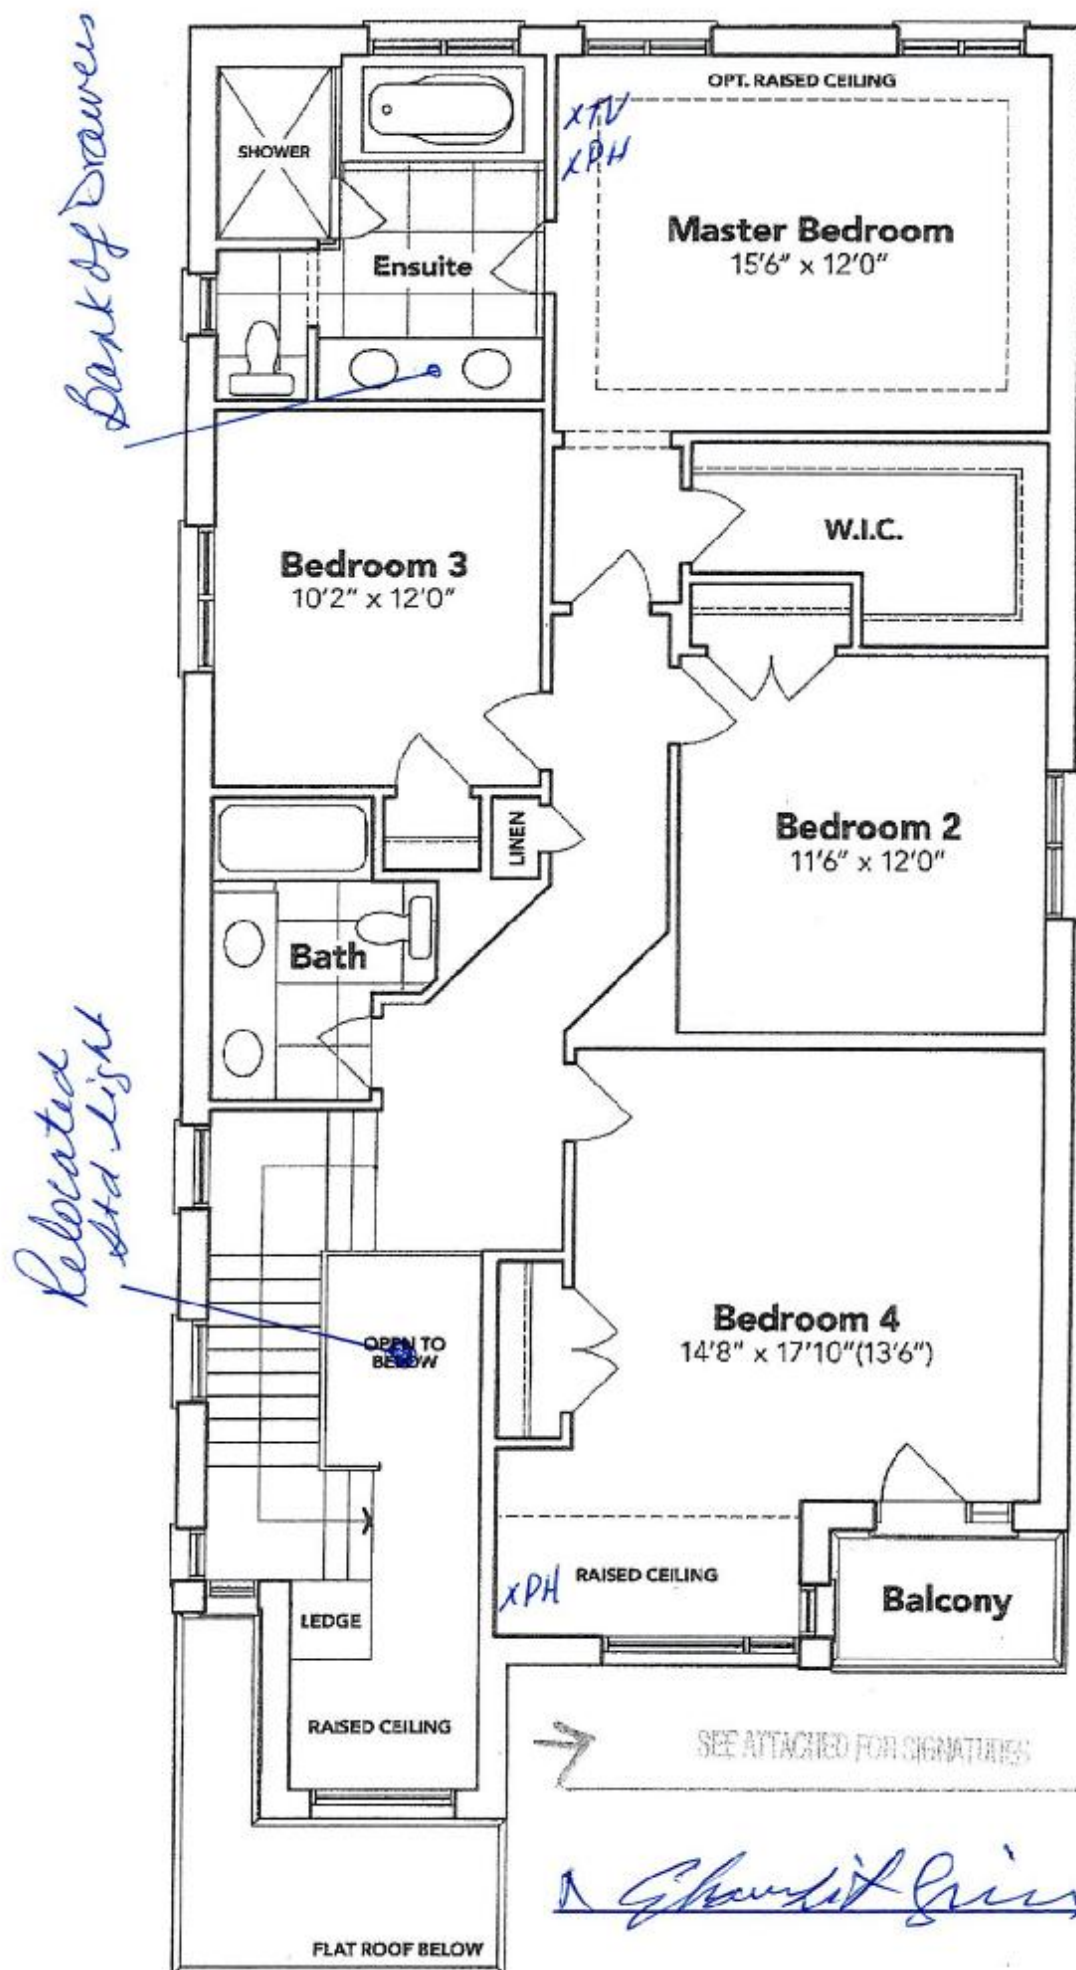 Bank of Drawers
OPT. RAISED CEILING
xTV
xPH
SHOWER
Master Bedroom
15'6" x 12'0"
Ensuite
W.I.C.
Bedroom 3
10'2" x 12'0"
LINEN
Bedroom 2
11'6" x 12'0"
Bath
Relocated
Std. Light
Bedroom 4
14'8" x 17'10"(13'6")
OPEN TO
BELOW
xPH
RAISED CEILING
Balcony
LEDGE
RAISED CEILING
SEE ATTACHED FOR SIGNATURES
FLAT ROOF BELOW